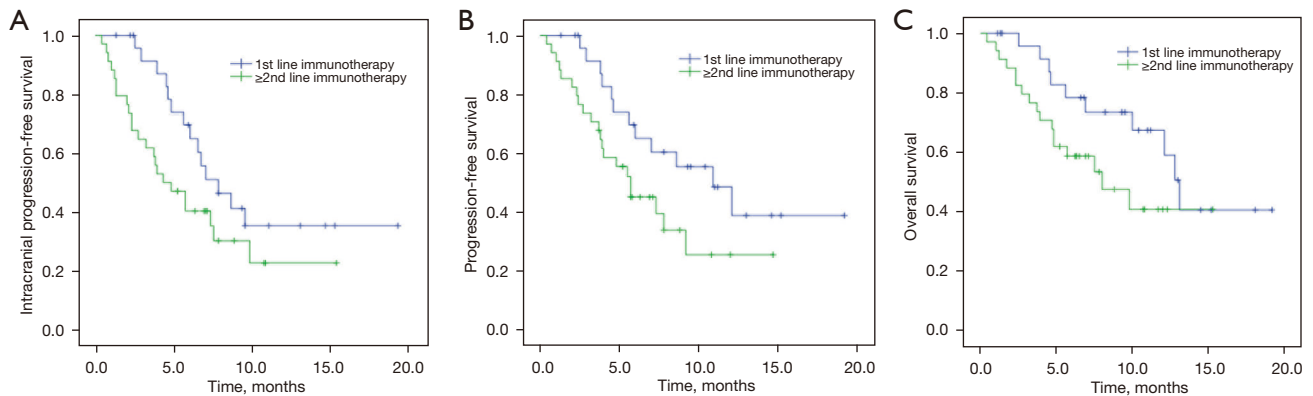 A
Intracranial progression-free survival
1.0
0.8
0.6
0.4
0.2
0.0
1st line immunotherapy
≥2nd line immunotherapy
0.0 5.0 10.0 15.0 20.0
Time, months
B
Progression-free survival
1.0
0.8
0.6
0.4
0.2
0.0
1st line immunotherapy
≥2nd line immunotherapy
0.0 5.0 10.0 15.0 20.0
Time, months
C
Overall survival
1.0
0.8
0.6
0.4
0.2
0.0
1st line immunotherapy
≥2nd line immunotherapy
0.0 5.0 10.0 15.0 20.0
Time, months